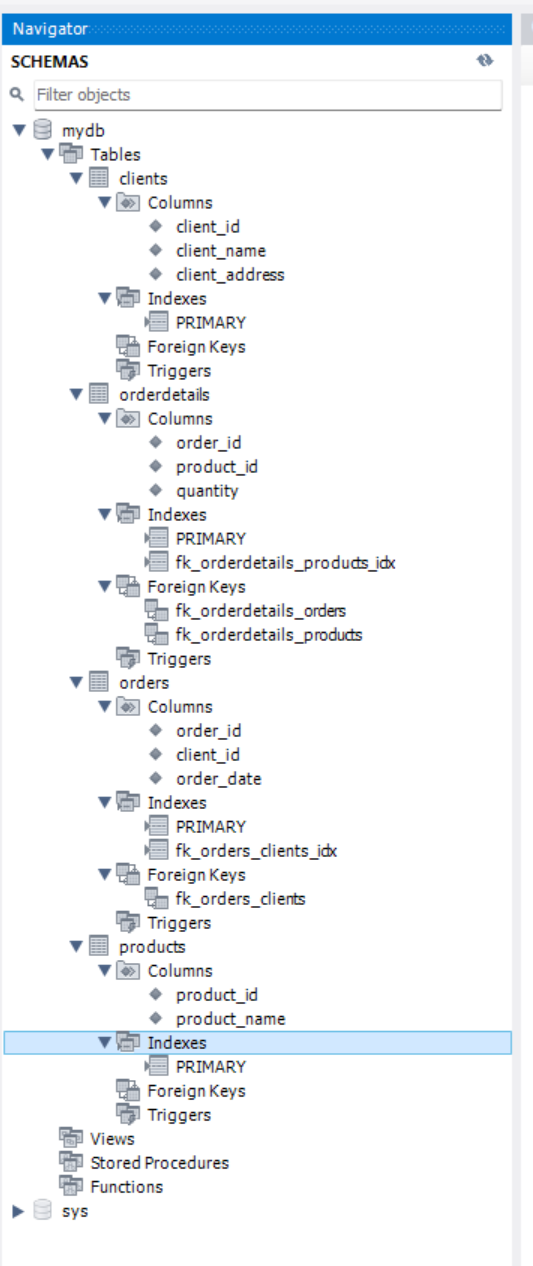 Navigator
SCHEMAS
Filter objects
mydb
Tables
clients
Columns
client_id
client_name
client_address
Indexes
PRIMARY
Foreign Keys
Triggers
orderdetails
Columns
order_id
product_id
quantity
Indexes
PRIMARY
fk_orderdetails_products_idx
Foreign Keys
fk_orderdetails_orders
fk_orderdetails_products
Triggers
orders
Columns
order_id
client_id
order_date
Indexes
PRIMARY
fk_orders_clients_idx
Foreign Keys
fk_orders_clients
Triggers
products
Columns
product_id
product_name
Indexes
PRIMARY
Foreign Keys
Triggers
Views
Stored Procedures
Functions
sys